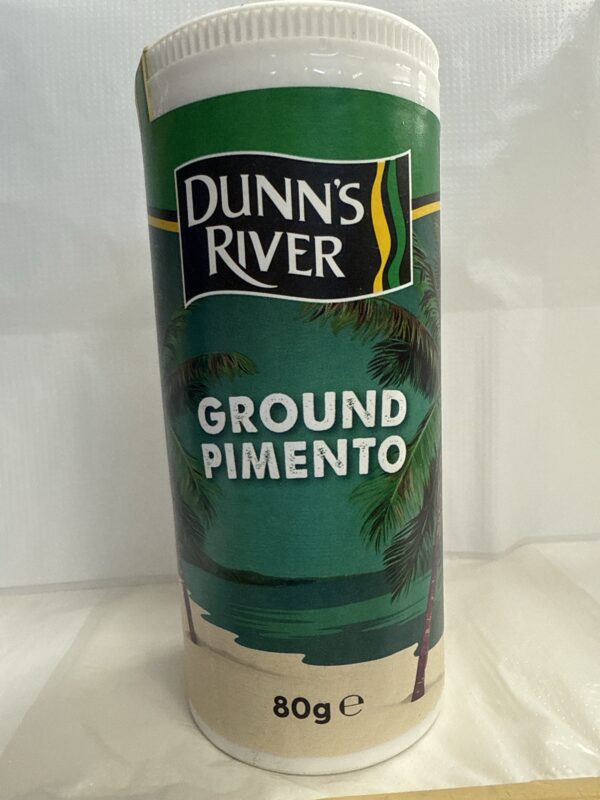 DUNN'S
RIVER
GROUND
PIMENTO
80g ℮